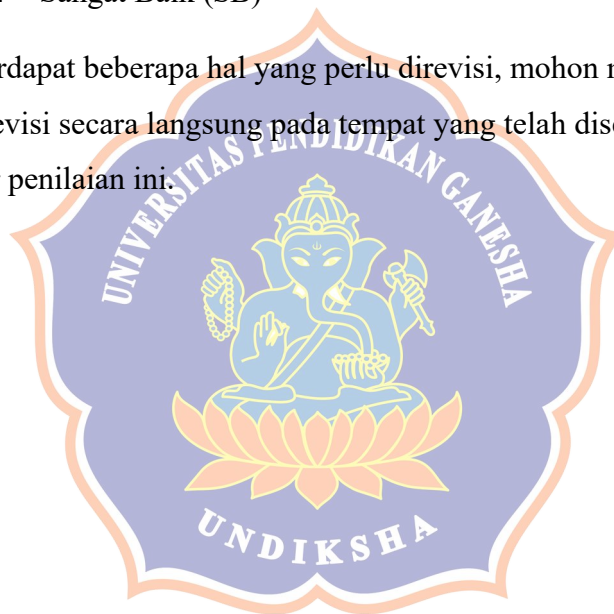 Sangat Baik (SB)
rdapat beberapa hal yang perlu direvisi, mohon
evisi secara langsung pada tempat yang telah dis
penilaian ini.
UNIVERSITAS PENDIDIKAN GANESHA
UNDIKSHA